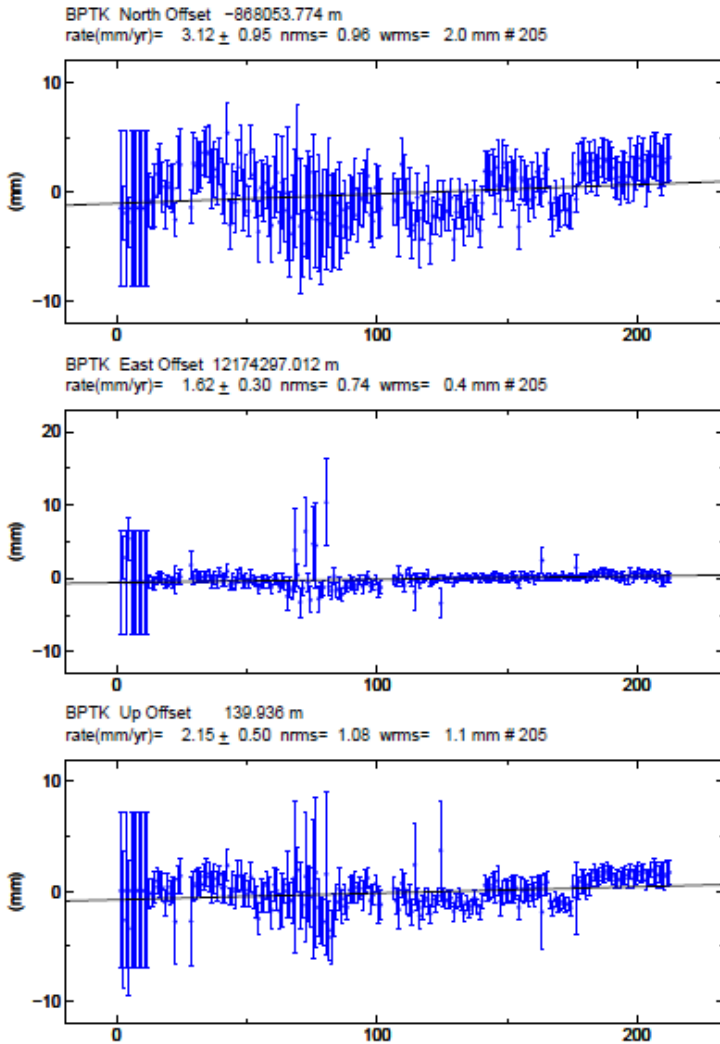 BPTK North Offset −868053.774 m
rate(mm/yr)= 3.12 ± 0.95 nrms= 0.96 wrms= 2.0 mm # 205
10
0
−10
(mm)
0 100 200
BPTK East Offset 12174297.012 m
rate(mm/yr)= 1.62 ± 0.30 nrms= 0.74 wrms= 0.4 mm # 205
20
10
0
−10
(mm)
0 100 200
BPTK Up Offset 139.936 m
rate(mm/yr)= 2.15 ± 0.50 nrms= 1.08 wrms= 1.1 mm # 205
10
0
−10
(mm)
0 100 200